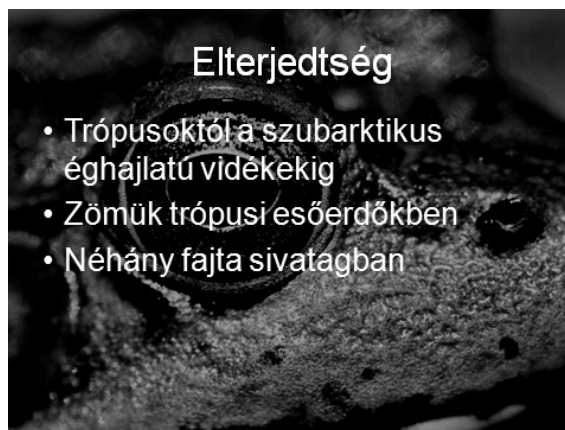 Elterjedtség
• Trópusoktól a szubarktikus
éghajlatú vidékekig
• Zömük trópusi esőerdőkben
• Néhány fajta sivatagban